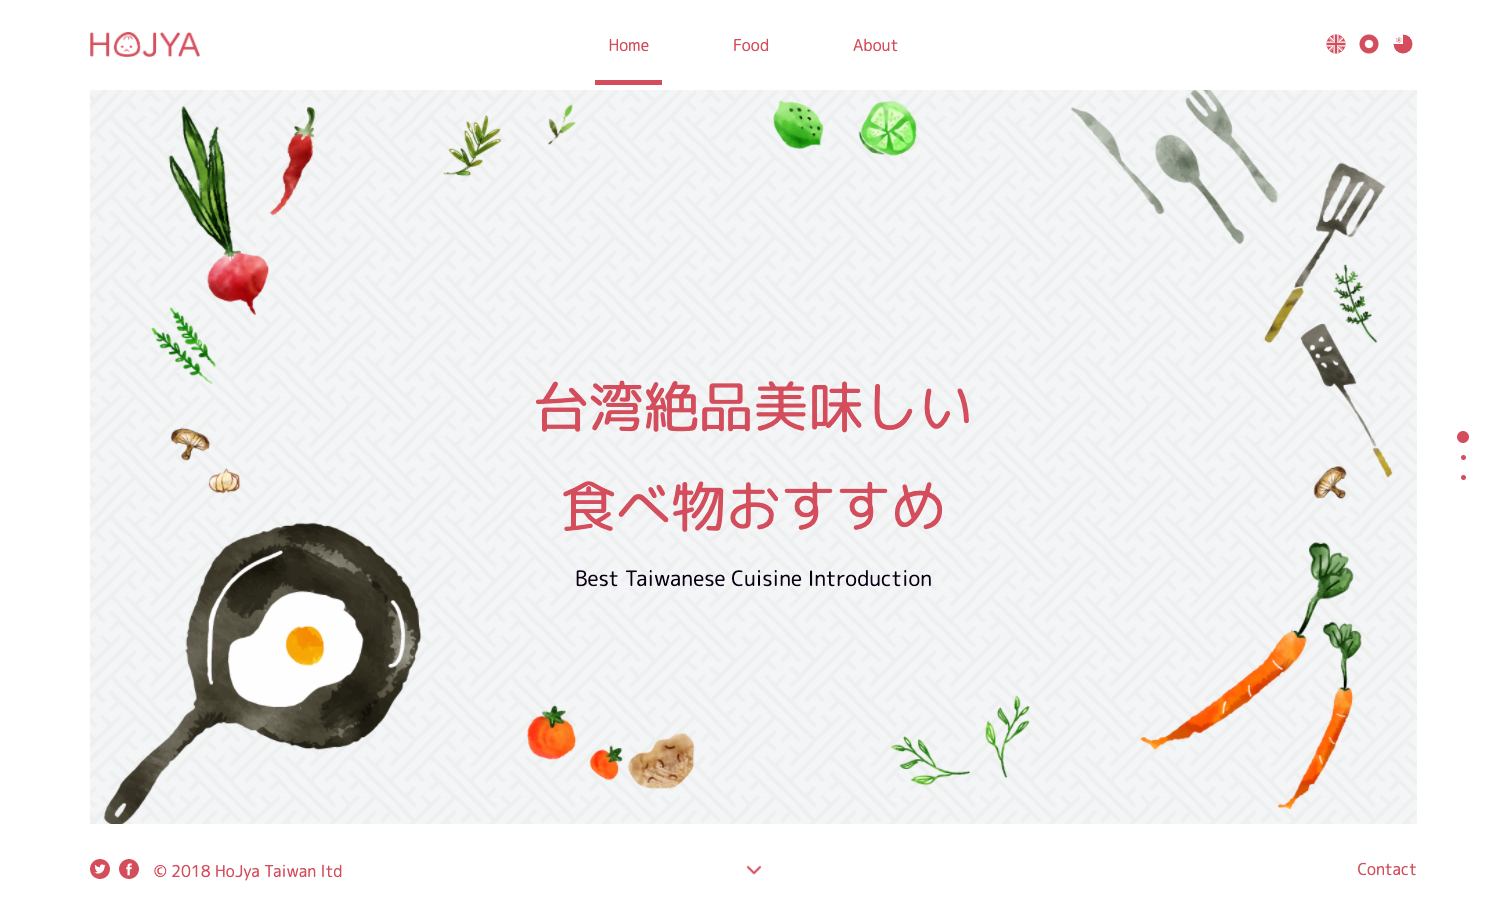 HOJYA
Home
Food
About
台湾絶品美味しい
食べ物おすすめ
Best Taiwanese Cuisine Introduction
© 2018 HoJya Taiwan ltd
Contact